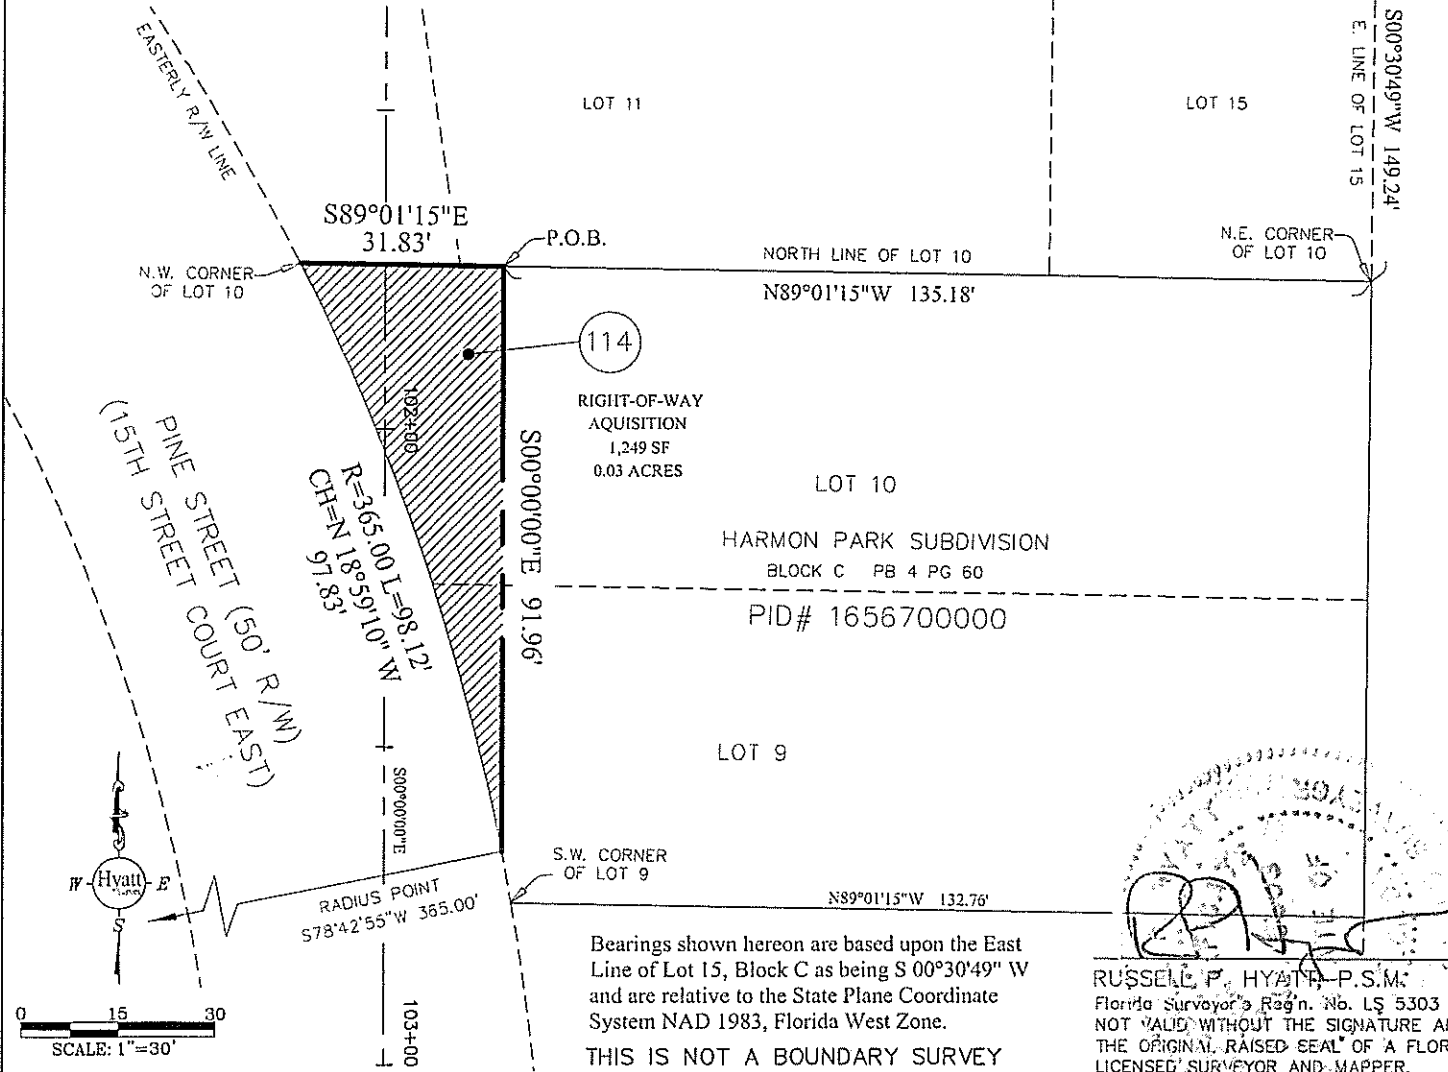 EASTERLY R/W LINE
LOT 11
LOT 15
S00°30'49"W 149.24'
E. LINE OF LOT 15
S89°01'15"E
31.83'
P.O.B.
N.W. CORNER
OF LOT 10
NORTH LINE OF LOT 10
N89°01'15"W 135.18'
N.E. CORNER
OF LOT 10
114
RIGHT-OF-WAY
AQUISITION
1,249 SF
0.03 ACRES
102+00
S00°00'00"E 91.96'
R=365.00 L=98.12'
CH=N 18°59'10" W
97.83'
PINE STREET (50' R/W)
(15TH STREET COURT EAST)
LOT 10
HARMON PARK SUBDIVISION
BLOCK C PB 4 PG 60
PID# 1656700000
LOT 9
S00°00'00"E
S.W. CORNER
OF LOT 9
RADIUS POINT
S78°42'55"W 365.00'
N89°01'15"W 132.76'
W Hyatt E
S
0 15 30
SCALE: 1"=30'
103+00
Bearings shown hereon are based upon the East
Line of Lot 15, Block C as being S 00°30'49" W
and are relative to the State Plane Coordinate
System NAD 1983, Florida West Zone.
THIS IS NOT A BOUNDARY SURVEY
RUSSELL P. HYATT P.S.M.
Florida Surveyor's Reg'n. No. LS 5303
NOT VALID WITHOUT THE SIGNATURE
THE ORIGINAL RAISED SEAL OF A
LICENSED SURVEYOR AND MAPPER.